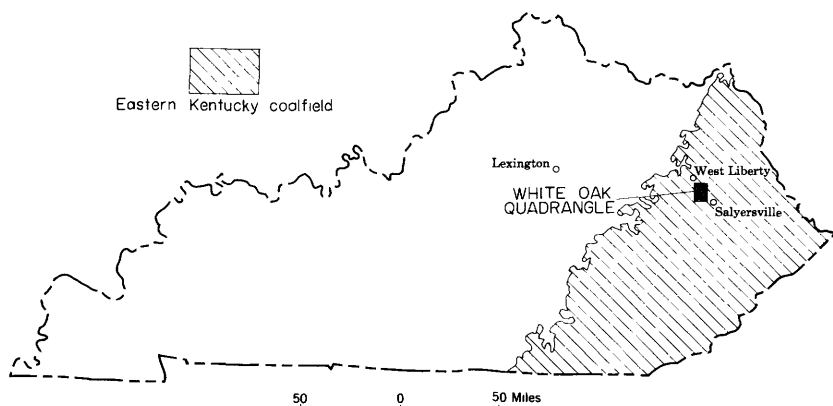 Eastern Kentucky coalfield
Lexington
West Liberty
WHITE OAK
QUADRANGLE
Salyersville
50 0 50 Miles